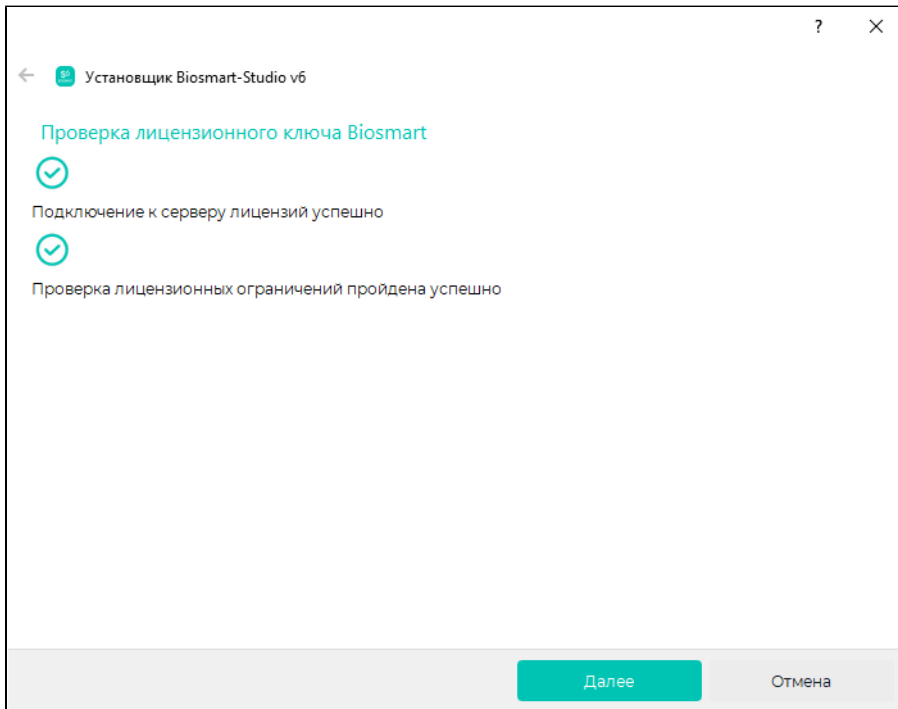 ?
Установщик Biosmart-Studio v6
Проверка лицензионного ключа Biosmart
Подключение к серверу лицензий успешно
Проверка лицензионных ограничений пройдена успешно
Далее
Отмена